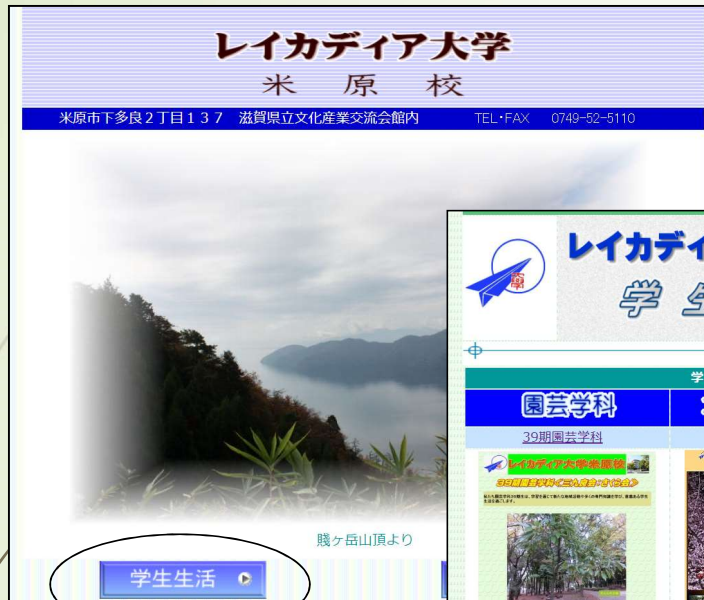 レイカディア大学
米原校
米原市下多良2丁目137 滋賀県立文化産業交流会館内 TEL・FAX 0749-52-5110
賤ヶ岳山頂より
学生生活
レイカディ
学 生
学
園芸学科
39期園芸学科
レイカディア大学米原校